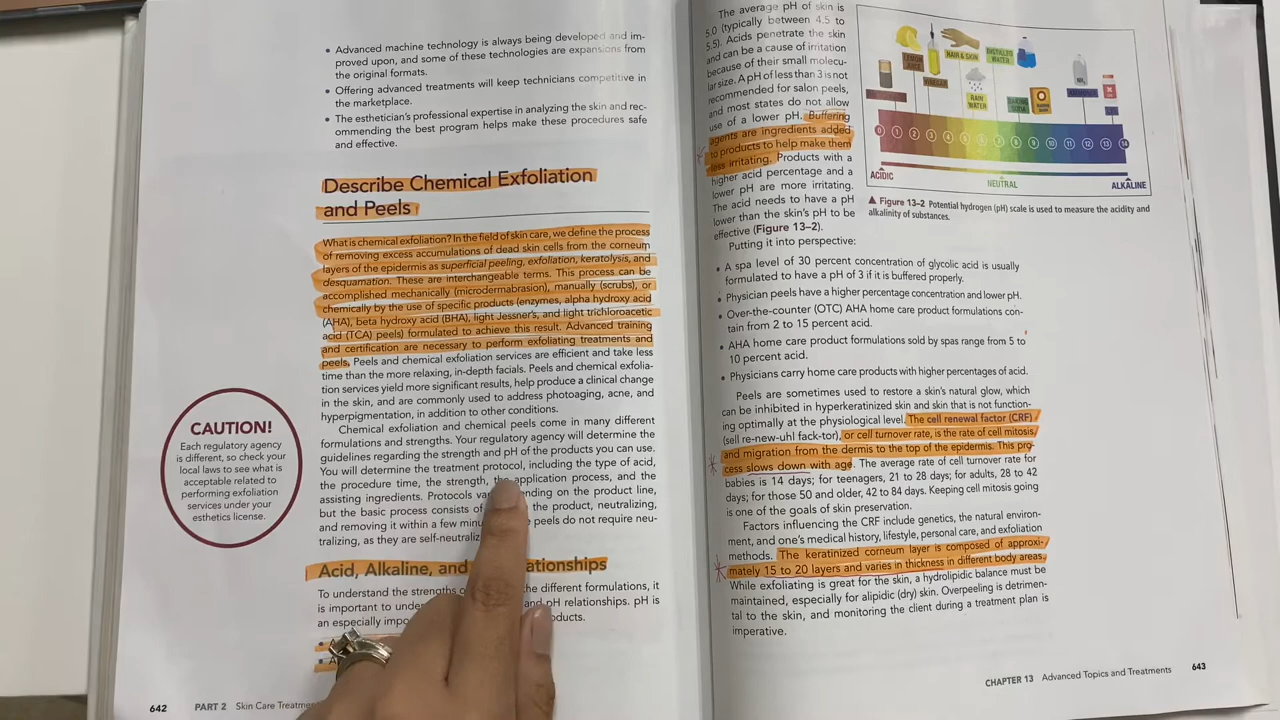 • Advanced machine technology is always being developed and im-
proved upon, and some of these technologies are expansions from
the original formats.
• Offering advanced treatments will keep technicians competitive in
the marketplace.
• The esthetician's professional expertise in analyzing the skin and rec-
ommending the best program helps make these procedures safe
and effective.
Describe Chemical Exfoliation
and Peels
What is chemical exfoliation? In the field of skin care, we define the process
of removing excess accumulations of dead skin cells from the corneum
layers of the epidermis as superficial peeling, exfoliation, keratolysis, and
desquamation. These are interchangeable terms. This process can be
accomplished mechanically (microdermabrasion), manually (scrubs), or
chemically by the use of specific products (enzymes, alpha hydroxy acid
(AHA), beta hydroxy acid (BHA), light Jessner's, and light trichloroacetic
acid (TCA) peels) formulated to achieve this result. Advanced training
and certification are necessary to perform exfoliating treatments and
peels. Peels and chemical exfoliation services are efficient and take less
time than the more relaxing, in-depth facials. Peels and chemical exfolia-
tion services yield more significant results, help produce a clinical change
in the skin, and are commonly used to address photoaging, acne, and
hyperpigmentation, in addition to other conditions.
Chemical exfoliation and chemical peels come in many different
formulations and strengths. Your regulatory agency will determine the
guidelines regarding the strength and pH of the products you can use.
You will determine the treatment protocol, including the type of acid,
the procedure time, the strength, the application process, and the
assisting ingredients. Protocols va ending on the product line,
but the basic process consists of the product, neutralizing,
and removing it within a few minu peels do not require neu-
tralizing, as they are self-neutraliz
CAUTION!
Each regulatory agency
is different, so check your
local laws to see what is
acceptable related to
performing exfoliation
services under your
esthetics license.
Acid, Alkaline, and ationships
To understand the strengths the different formulations, it
is important to unde and pH relationships. pH is
an especially impo ducts.
642 PART 2 Skin Care Treatme
The average pH of skin is
5.0 (typically between 4.5 to
5.5). Acids penetrate the skin
and can be a cause of irritation
because of their small molecu-
lar size. A pH of less than 3 is not
recommended for salon peels,
and most states do not allow
use of a lower pH. Buffering
agents are ingredients added
to products to help make them
less irritating. Products with a
higher acid percentage and a
lower pH are more irritating.
The acid needs to have a pH
lower than the skin's pH to be
effective (Figure 13–2).
LEMON JUICE
VINEGAR
HAIR & SKIN
RAIN WATER
DISTILLED WATER
BAKING SODA
AMMONIA
0 1 2 3 4 5 6 7 8 9 10 11 12 13 14
ACIDIC
NEUTRAL
ALKALINE
▲ Figure 13–2 Potential hydrogen (pH) scale is used to measure the acidity and
alkalinity of substances.
Putting it into perspective:
• A spa level of 30 percent concentration of glycolic acid is usually
formulated to have a pH of 3 if it is buffered properly.
• Physician peels have a higher percentage concentration and lower pH.
• Over-the-counter (OTC) AHA home care product formulations con-
tain from 2 to 15 percent acid.
• AHA home care product formulations sold by spas range from 5 to
10 percent acid.
• Physicians carry home care products with higher percentages of acid.
Peels are sometimes used to restore a skin's natural glow, which
can be inhibited in hyperkeratinized skin and skin that is not function-
ing optimally at the physiological level. The cell renewal factor (CRF)
(sell re-new-uhl fack-tor), or cell turnover rate, is the rate of cell mitosis,
and migration from the dermis to the top of the epidermis. This pro-
cess slows down with age. The average rate of cell turnover rate for
babies is 14 days; for teenagers, 21 to 28 days; for adults, 28 to 42
days; for those 50 and older, 42 to 84 days. Keeping cell mitosis going
is one of the goals of skin preservation.
Factors influencing the CRF include genetics, the natural environ-
ment, and one's medical history, lifestyle, personal care, and exfoliation
methods. The keratinized corneum layer is composed of approxi-
mately 15 to 20 layers and varies in thickness in different body areas.
While exfoliating is great for the skin, a hydrolipidic balance must be
maintained, especially for alipidic (dry) skin. Overpeeling is detrimen-
tal to the skin, and monitoring the client during a treatment plan is
imperative.
CHAPTER 13 Advanced Topics and Treatments 643